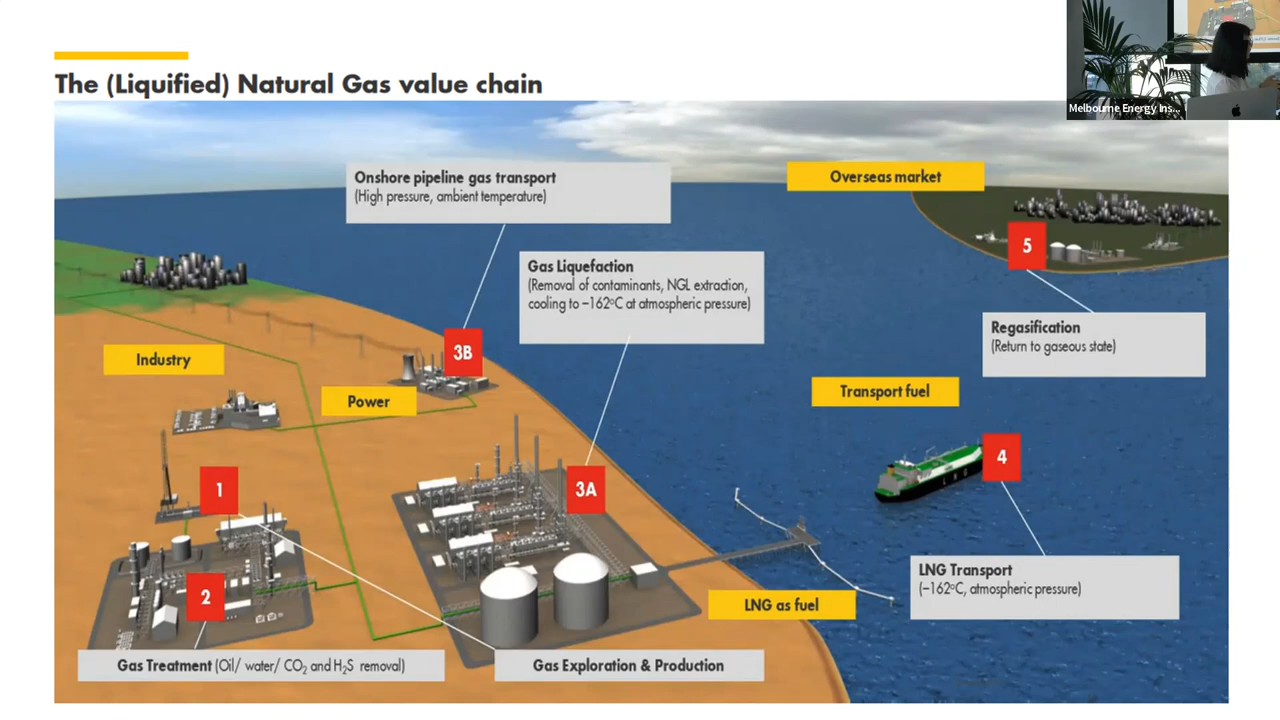 The (Liquified) Natural Gas value chain
Melbourne Energy Ins...
Onshore pipeline gas transport
(High pressure, ambient temperature)
Overseas market
5
Gas Liquefaction
(Removal of contaminants, NGL extraction,
cooling to −162°C at atmospheric pressure)
Regasification
(Return to gaseous state)
3B
Industry
Power
Transport fuel
4
1
3A
LNG
LNG Transport
(−162°C, atmospheric pressure)
2
LNG as fuel
Gas Treatment (Oil/ water/ CO₂ and H₂S removal)
Gas Exploration & Production